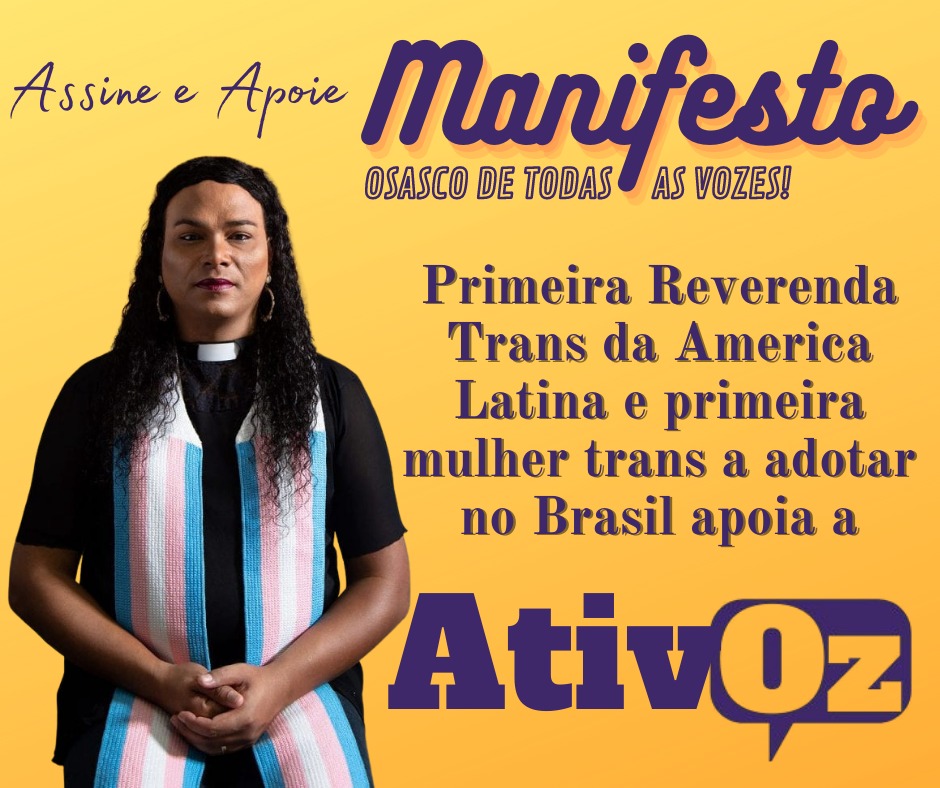 Assine e Apoie Manifesto
OSASCO DE TODAS AS VOZES!
Primeira Reverenda
Trans da America
Latina e primeira
mulher trans a adotar
no Brasil apoia a
AtivOz